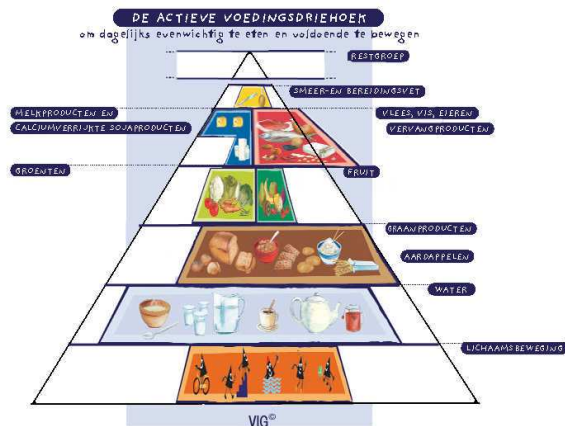 DE ACTIEVE VOEDINGSDRIEHOEK
om dagelijks evenwichtig te eten en voldoende te bewegen
RESTGROEP
SMEER-EN BEREIDINGSVET
MELKPRODUCTEN EN
CALCIUMVERRIJKTE SOJAPRODUCTEN
VLEES, VIS, EIEREN
VERVANGPRODUCTEN
GROENTEN
FRUIT
GRAANPRODUCTEN
AARDAPPELEN
WATER
LICHAAMSBEWEGING
VIG©